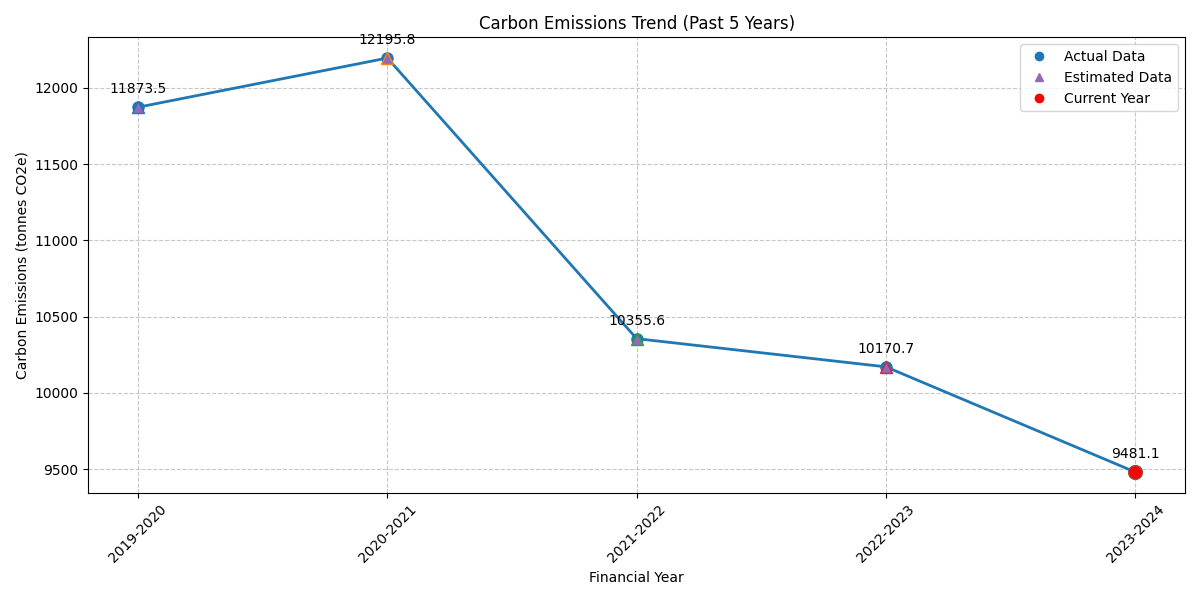 Carbon Emissions Trend (Past 5 Years)
12195.8
11873.5
10355.6
10170.7
9481.1
Actual Data
Estimated Data
Current Year
Carbon Emissions (tonnes CO2e)
12000
11500
11000
10500
10000
9500
2019-2020
2020-2021
2021-2022
2022-2023
2023-2024
Financial Year